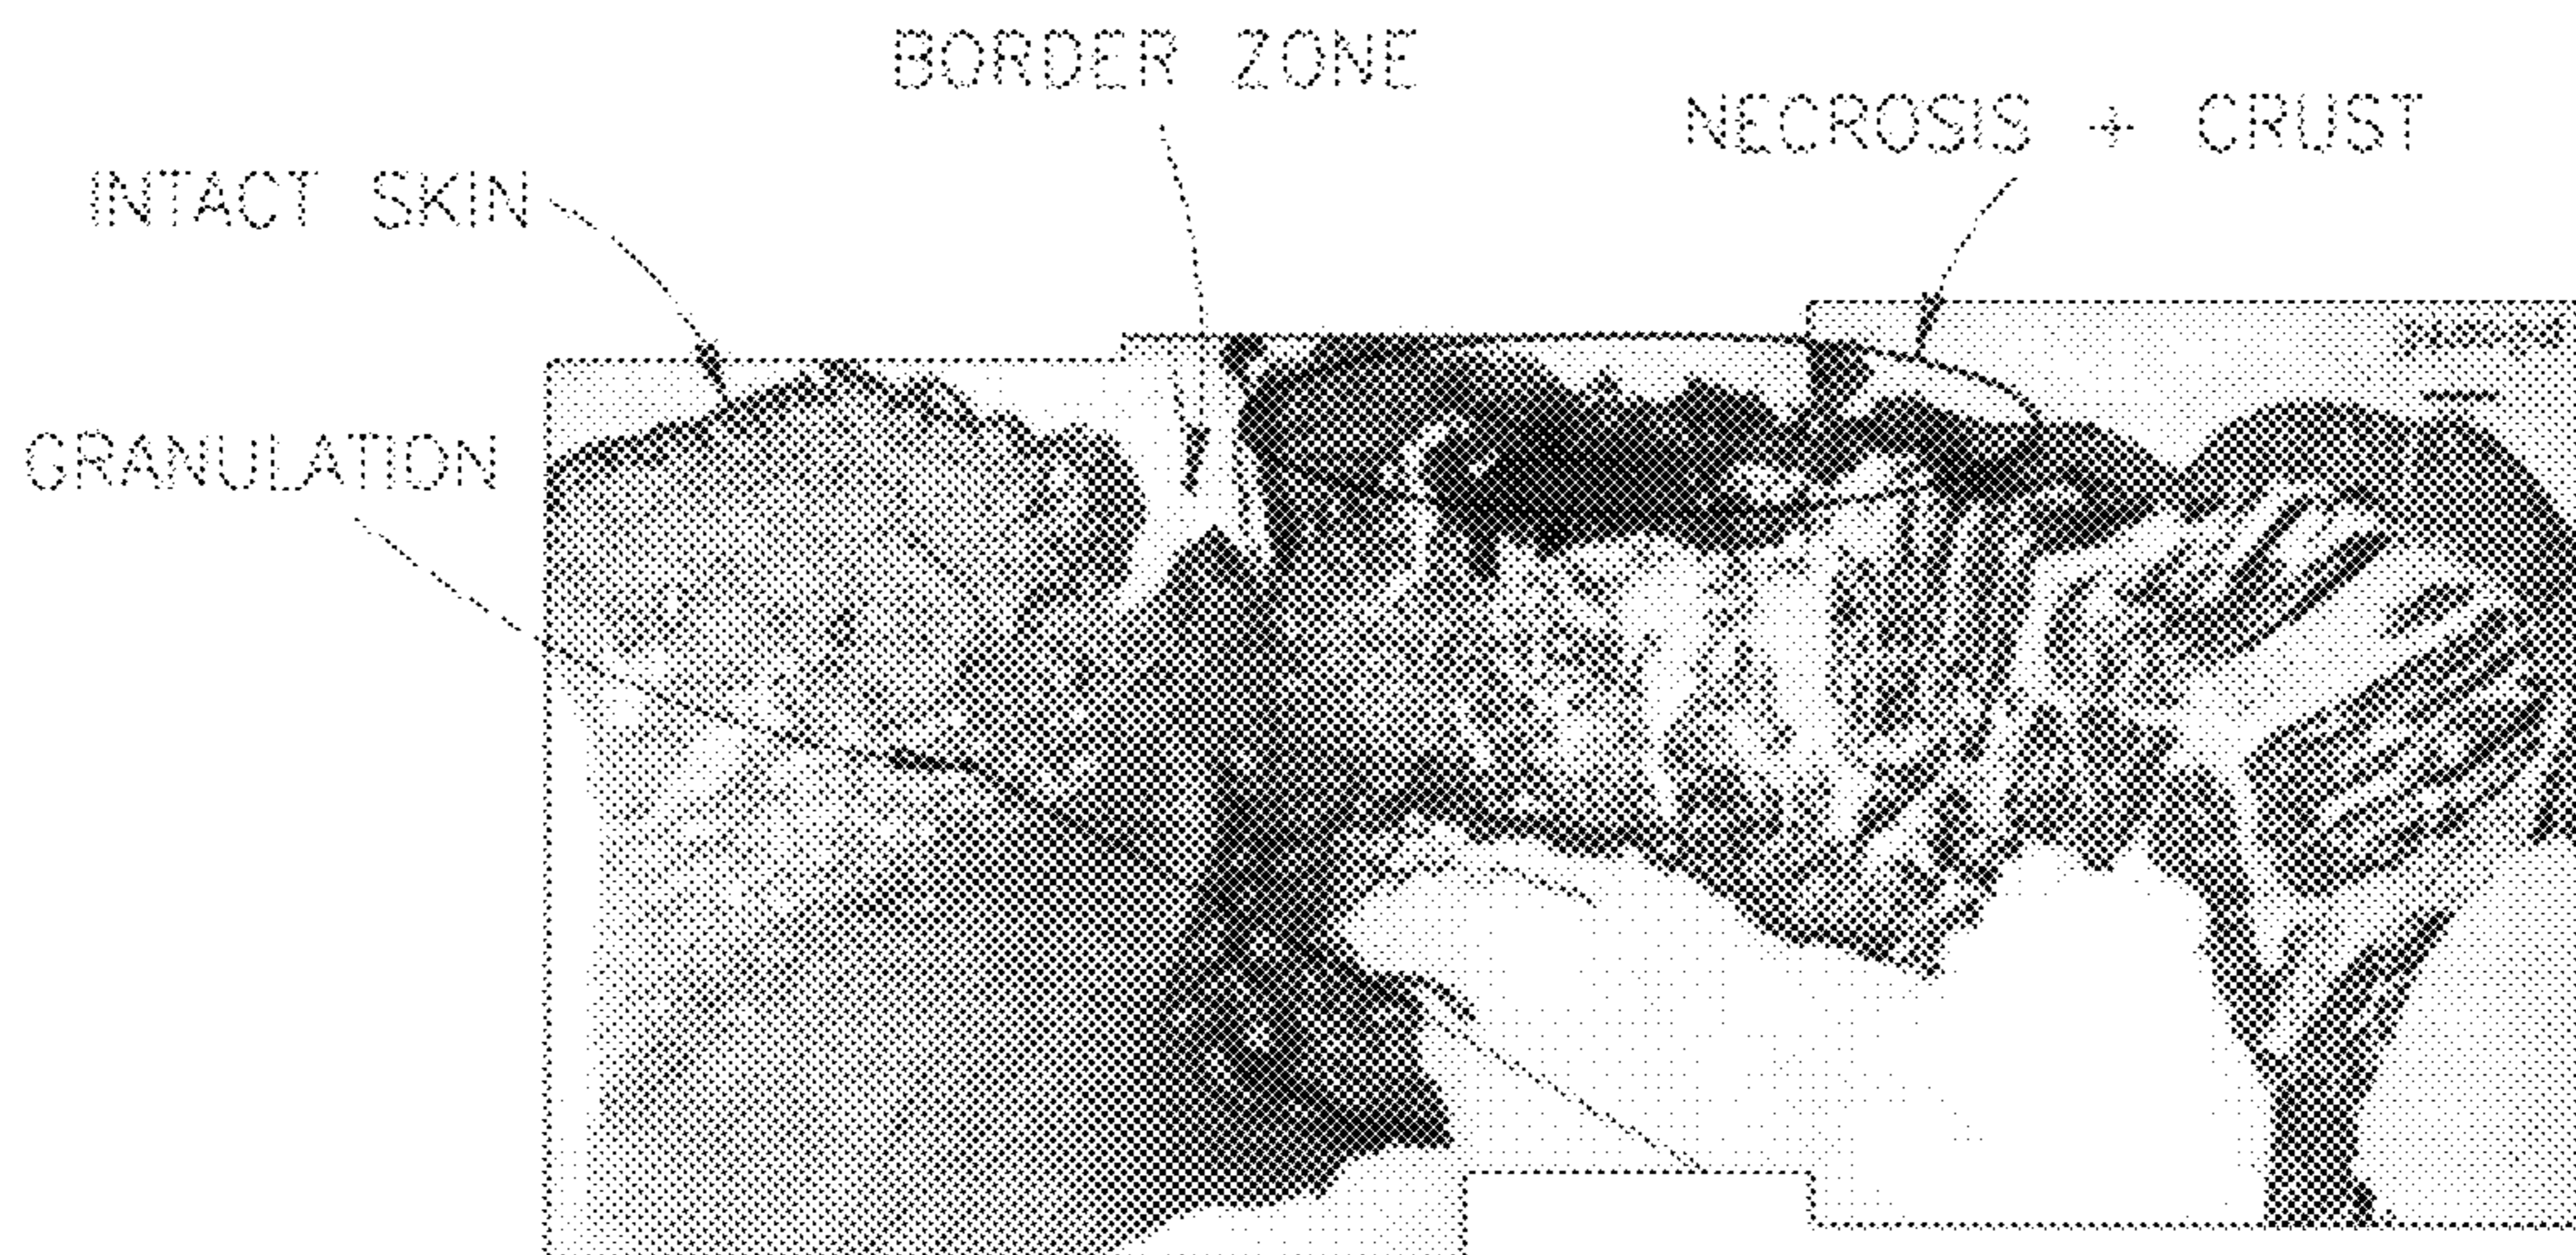 BORDER ZONE
NECROSIS + CRUST
INTACT SKIN
GRANULATION